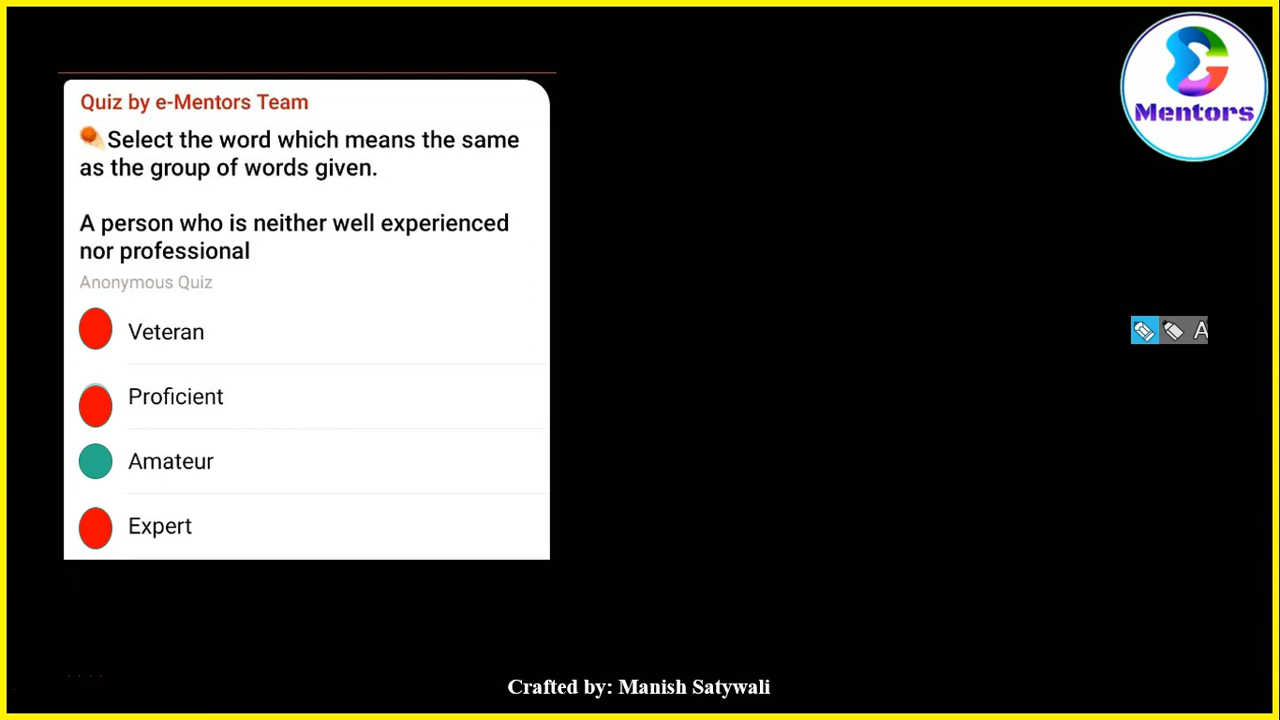 Mentors
Quiz by e-Mentors Team
Select the word which means the same
as the group of words given.
A person who is neither well experienced
nor professional
Anonymous Quiz
Veteran
Proficient
Amateur
Expert
A
Crafted by: Manish Satywali